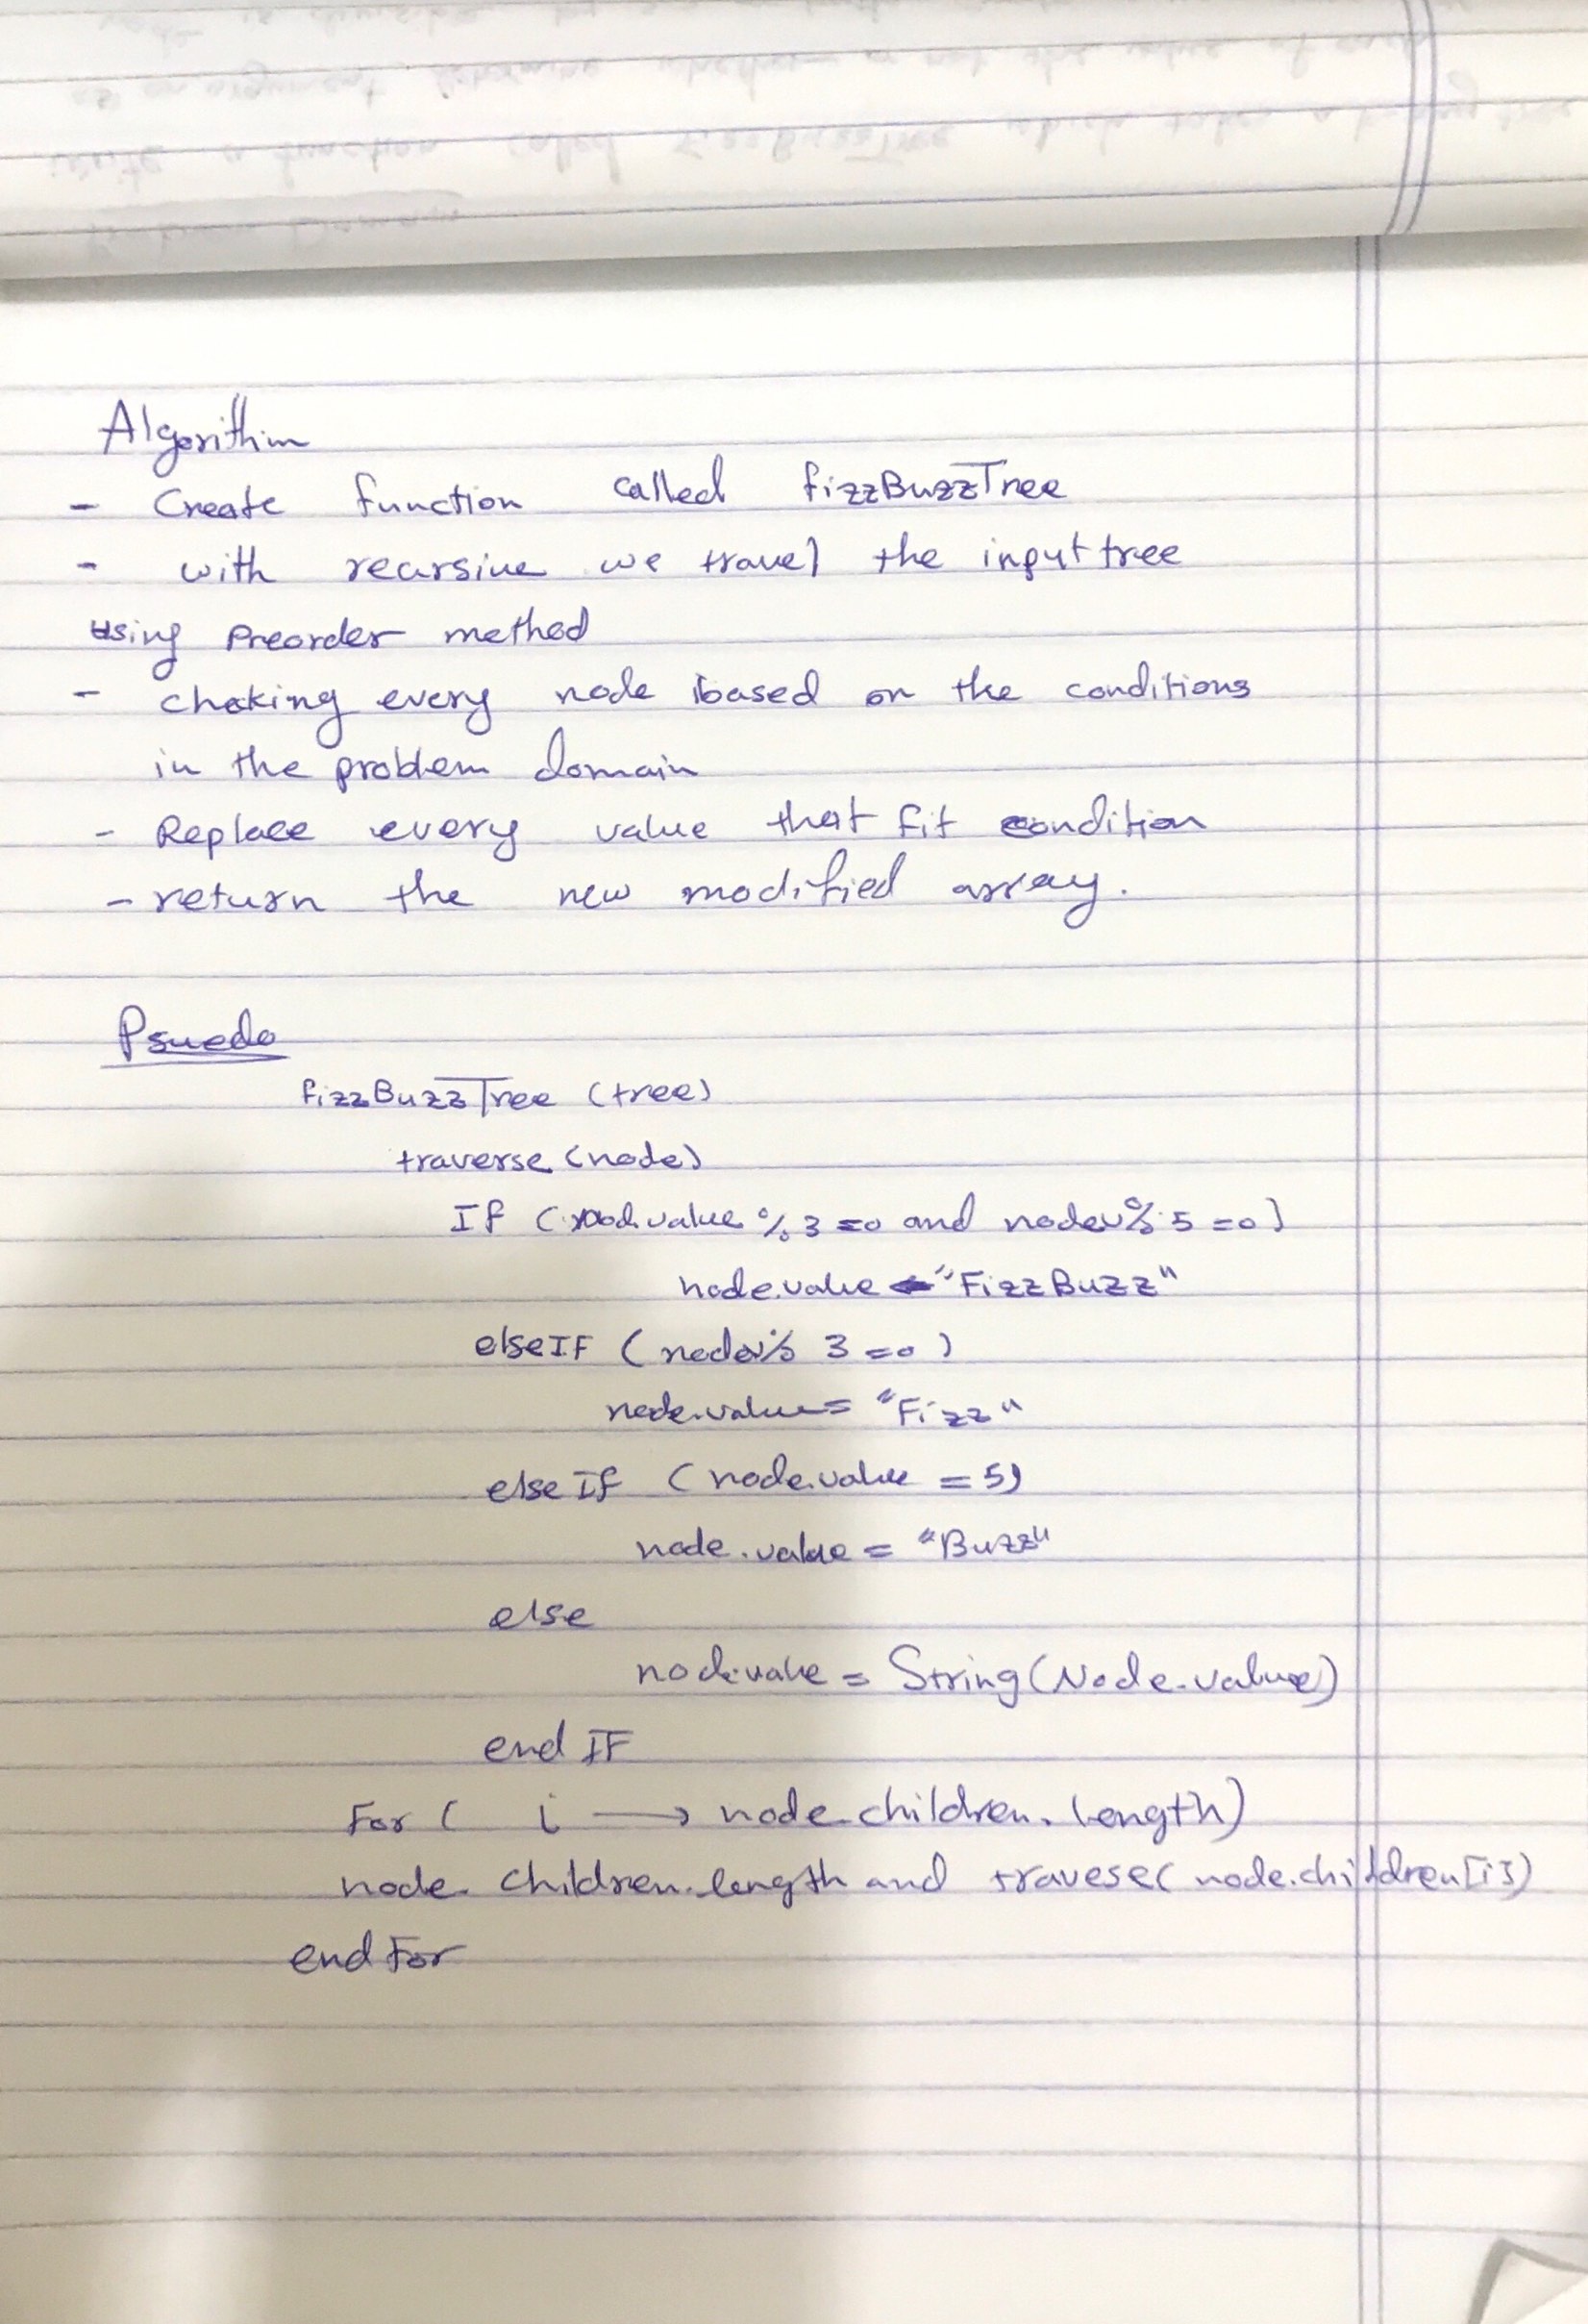 Algorithim
- Create function called fizzBuzzTree
- with recarsive we travel the input tree
using Preorder method
- cheking every node based on the conditions
in the problem domain
- Replace every value that fit condition
- return the new modified array.
Psuedo
fizzBuzzTree (tree)
traverse (node)
If (nod.value % 3 =0 and node.v% 5 =0)
node.value ← "FizzBuzz"
elseIF (node.v% 3 =0)
node.value = "Fizz"
else If (node.value = 5)
node.value = "Buzz"
else
node.value = String(Node.value)
end IF
For ( i → node.children.length)
node.children.length and travese( node.children[i])
end For